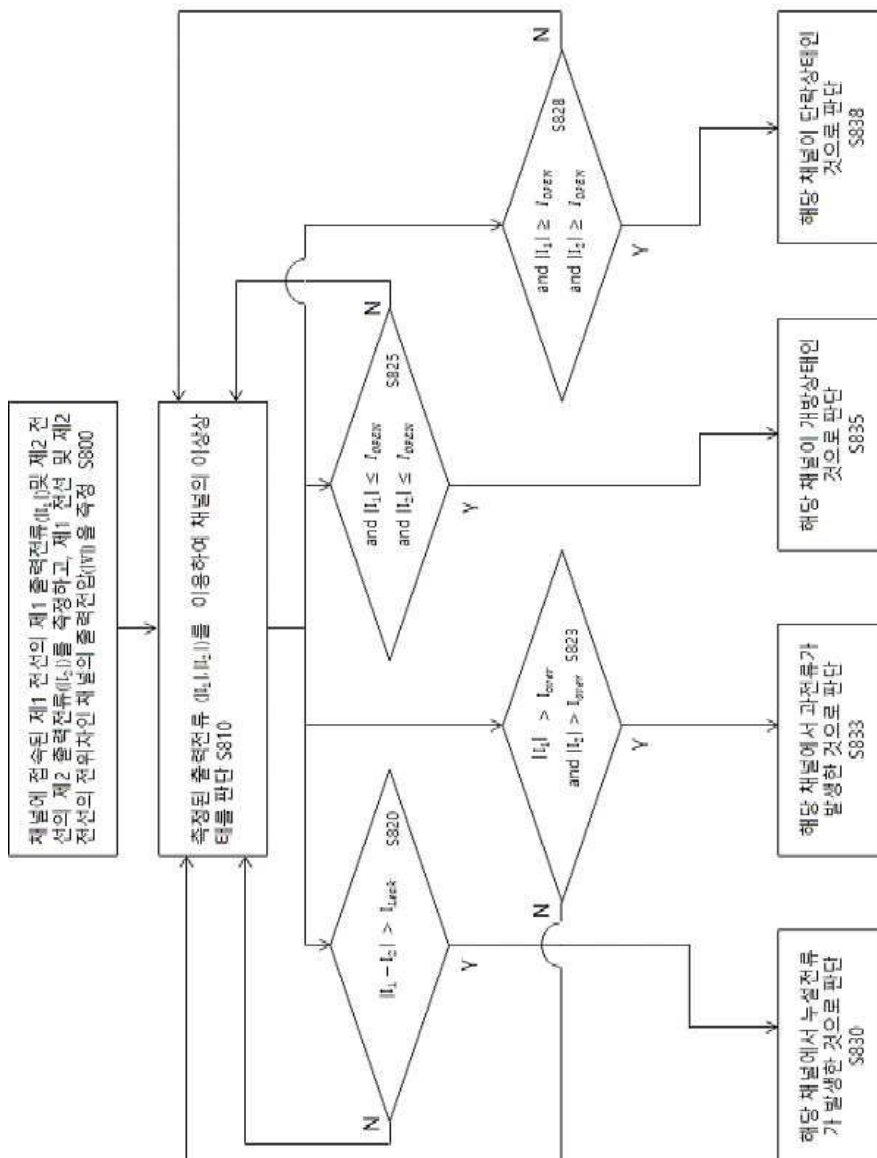 채널에 접속된 제1 전선의 제1 출력전류(|I₁|)및 제2 전
선의 제2 출력전류(|I₂|)를 측정하고, 제1 전선 및 제2
전선의 전위차인 채널의 출력전압(|V|)을 측정 S800
측정된 출력전류 (|I₁|, |I₂|)를 이용하여 채널의 이상상
태를 판단 S810
|I₁ − I₂| > I_Leak
S820
N
Y
|I₁| > I_Over
and |I₂| > I_Over S823
N
Y
and |I₁| ≤ I_OPEN
and |I₂| ≤ I_OPEN
S825
N
Y
and |I₁| ≥ I_OPEN
and |I₂| ≥ I_OPEN
S828
N
Y
해당 채널에서 누설전류
가 발생한 것으로 판단
S830
해당 채널에서 과전류가
발생한 것으로 판단
S833
해당 채널이 개방상태인
것으로 판단
S835
해당 채널이 단락상태인
것으로 판단
S838